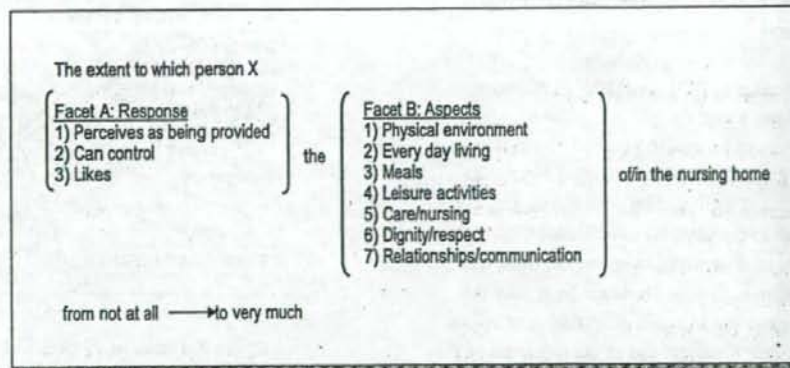 The extent to which person X
Facet A: Response
1) Perceives as being provided
2) Can control
3) Likes
the
Facet B: Aspects
1) Physical environment
2) Every day living
3) Meals
4) Leisure activities
5) Care/nursing
6) Dignity/respect
7) Relationships/communication
of/in the nursing home
from not at all ⟶to very much